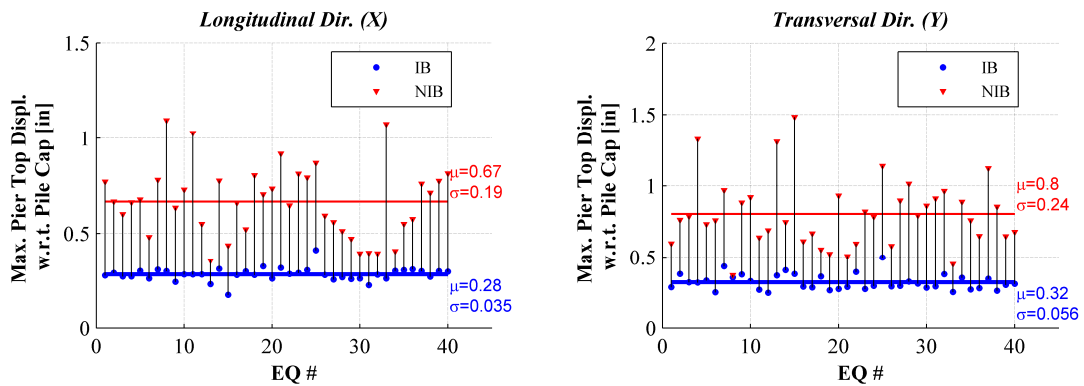 Longitudinal Dir. (X)
Max. Pier Top Displ.
w.r.t. Pile Cap [in]
1.5
1
0.5
0
IB
NIB
μ=0.67
σ=0.19
μ=0.28
σ=0.035
0
10
20
30
40
EQ #
Transversal Dir. (Y)
Max. Pier Top Displ.
w.r.t. Pile Cap [in]
2
1.5
1
0.5
0
IB
NIB
μ=0.8
σ=0.24
μ=0.32
σ=0.056
0
10
20
30
40
EQ #